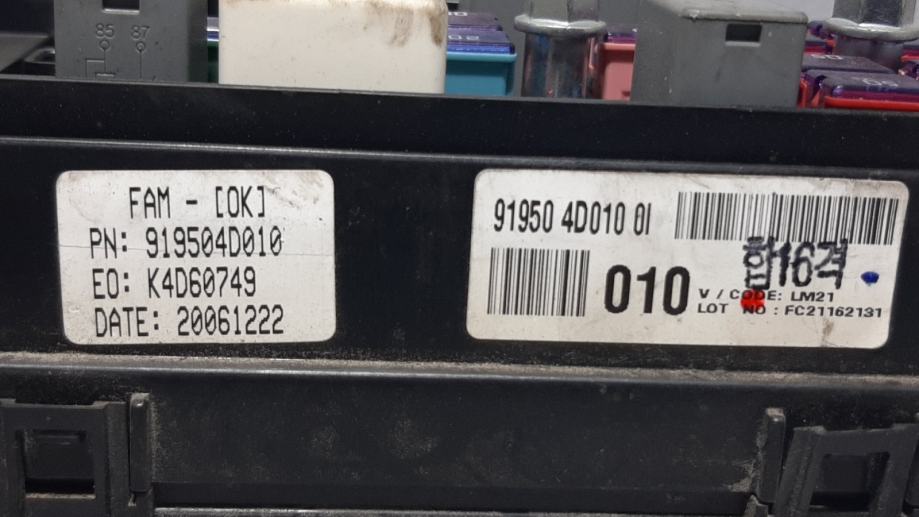 85 87
FAM - [OK]
PN: 919504D010
EO: K4D60749
DATE: 20061222
91950 4D010 0I
합16격
010
V / CODE: LM21
LOT NO : FC21162131